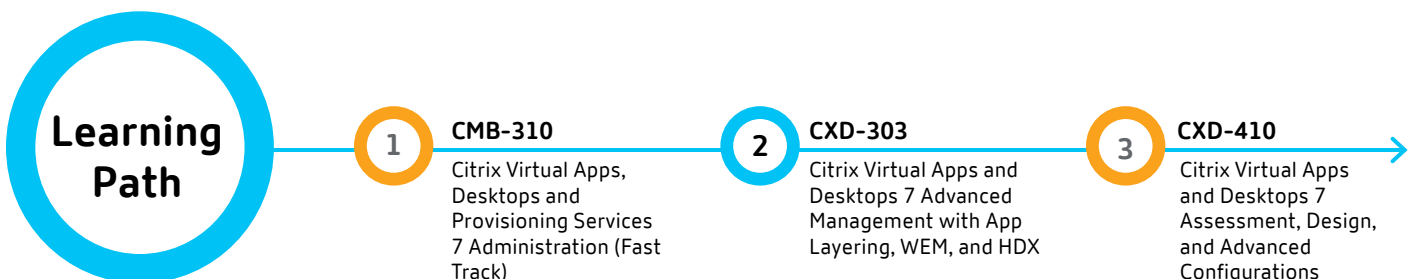 Learning
Path
1
CMB-310
Citrix Virtual Apps,
Desktops and
Provisioning Services
7 Administration (Fast
Track)
2
CXD-303
Citrix Virtual Apps and
Desktops 7 Advanced
Management with App
Layering, WEM, and HDX
3
CXD-410
Citrix Virtual Apps
and Desktops 7
Assessment, Design,
and Advanced
Configurations